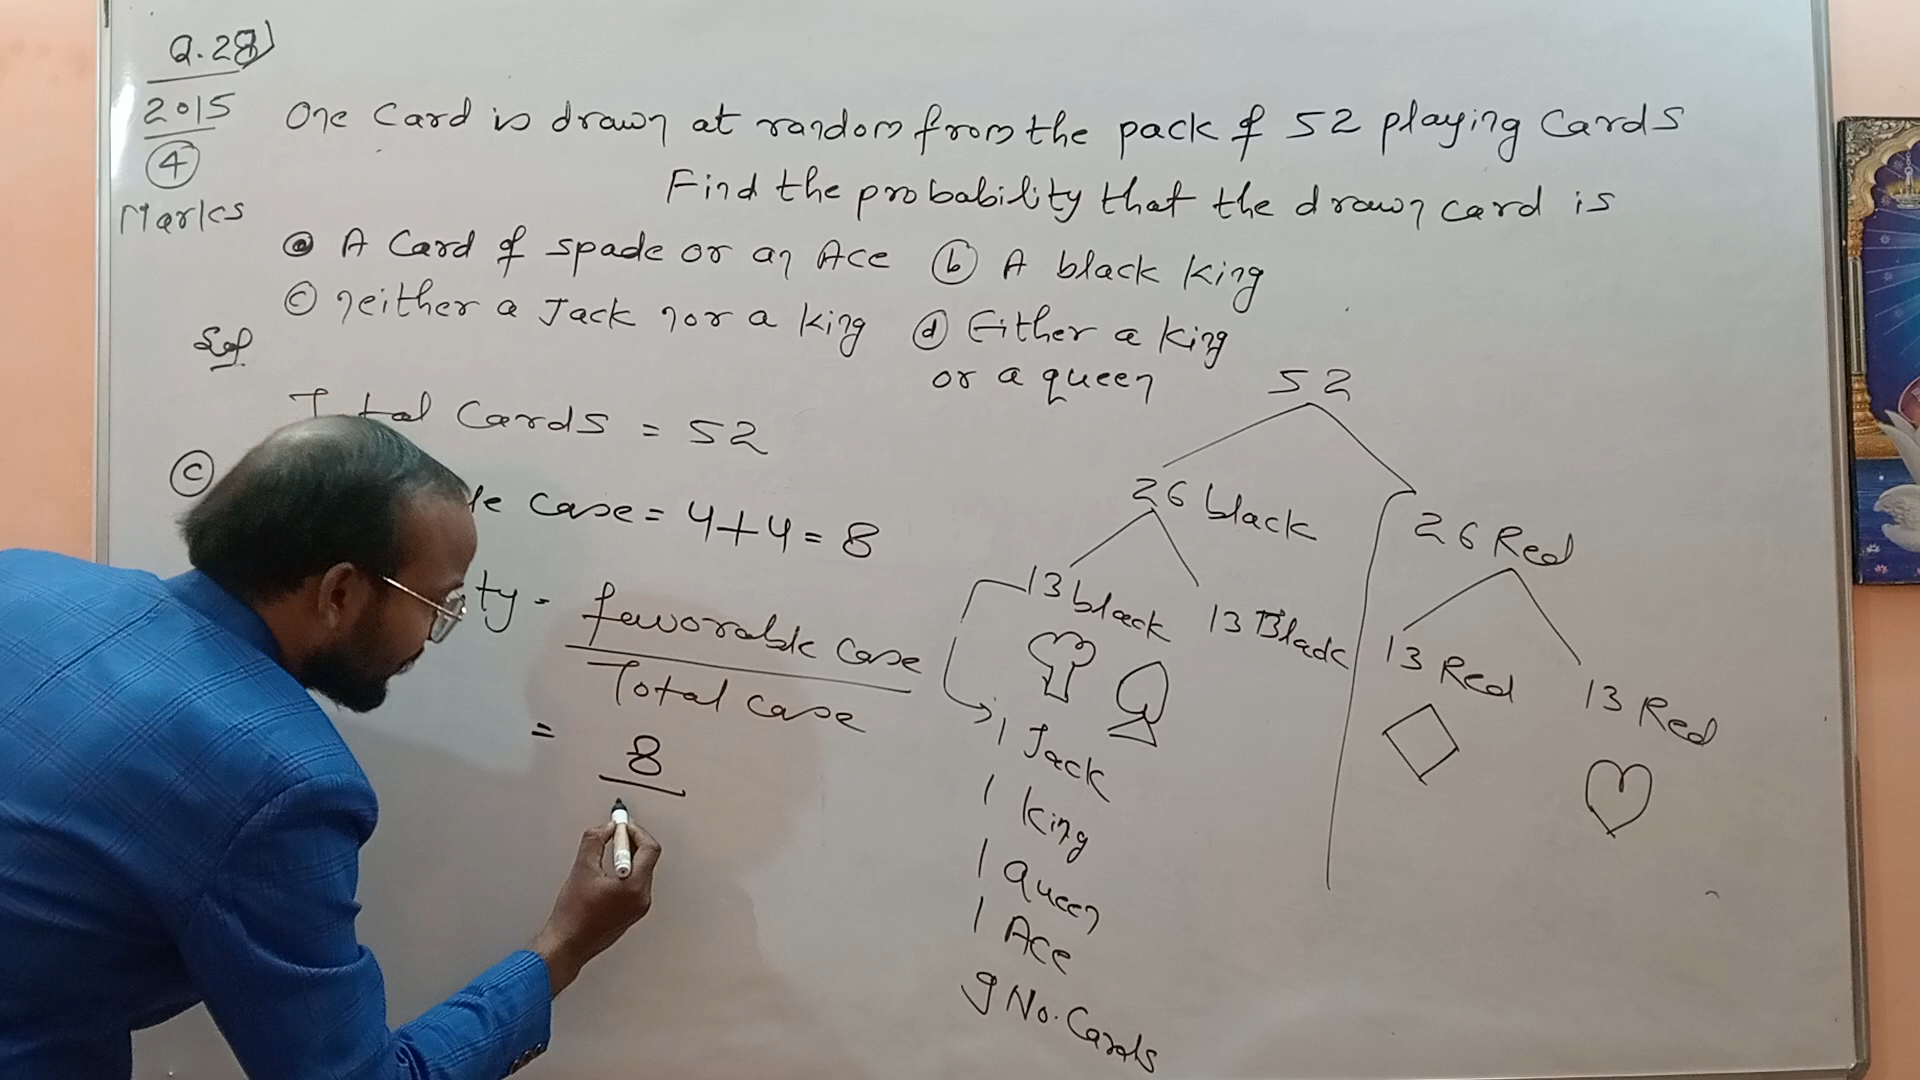 Q.28)
2015
4
Marks
One Card is drawn at random from the pack of 52 playing Cards
Find the probability that the drawn card is
a A Card of spade or an Ace b A black King
c neither a Jack nor a king d Either a king
or a queen
Sol
Total Cards = 52
c case = 4+4 = 8
ty = favorable case
Total case
= 8
52
26 black
26 Red
13 black
13 Black
13 Red
13 Red
1 Jack
1 King
1 Queen
1 Ace
9 No. Cards